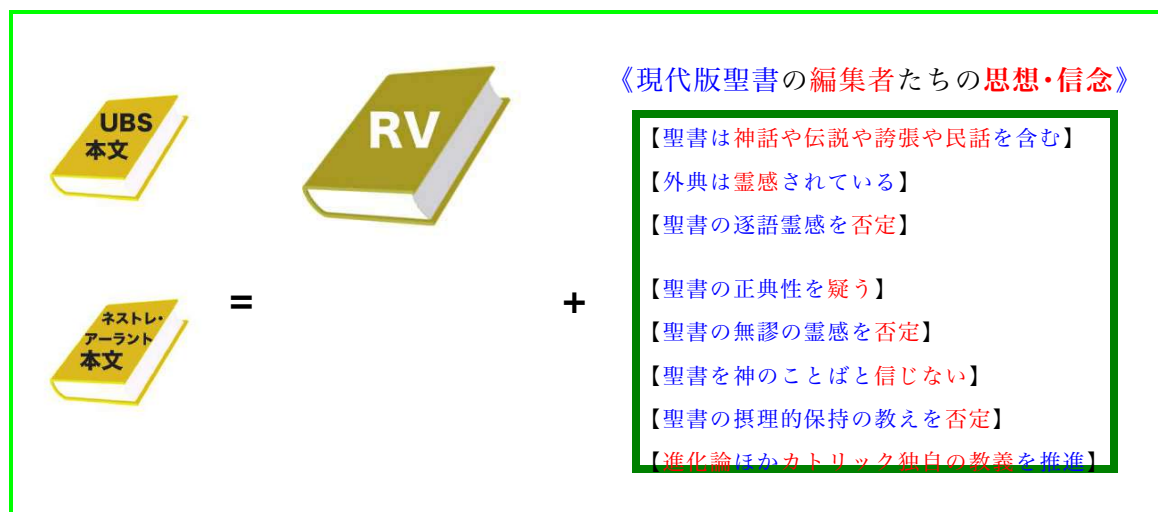 《現代版聖書の編集者たちの思想・信念》
UBS
本文
RV
【聖書は神話や伝説や誇張や民話を含む】
【外典は霊感されている】
【聖書の逐語霊感を否定】
【聖書の正典性を疑う】
ネストレ・
アーラント
本文
=
+
【聖書の無謬の霊感を否定】
【聖書を神のことばと信じない】
【聖書の摂理的保持の教えを否定】
【進化論ほかカトリック独自の教義を推進】